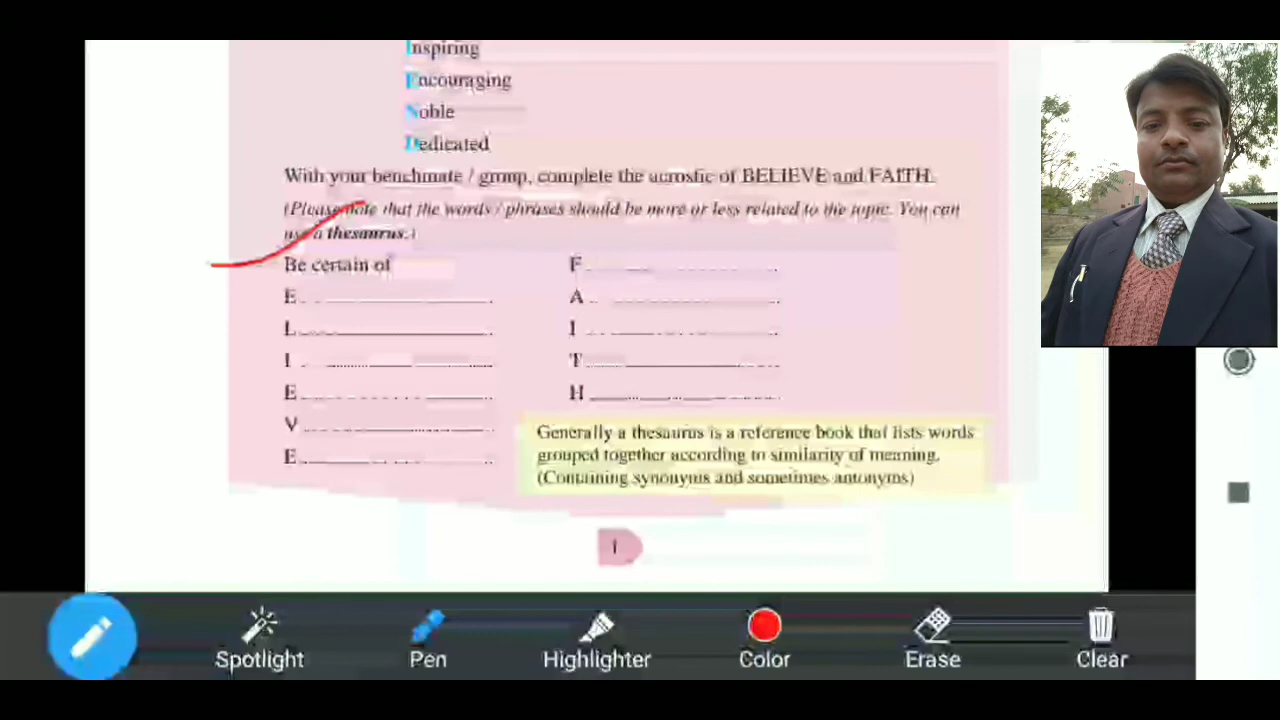 Inspiring
Encouraging
Noble
Dedicated
With your benchmate / group, complete the acrostic of BELIEVE and FAITH.
(Please note that the words / phrases should be more or less related to the topic. You can
use a thesaurus.)
Be certain of
E
L
I
E
V
E
F
A
I
T
H
Generally a thesaurus is a reference book that lists words
grouped together according to similarity of meaning.
(Containing synonyms and sometimes antonyms)
1
Spotlight
Pen
Highlighter
Color
Erase
Clear